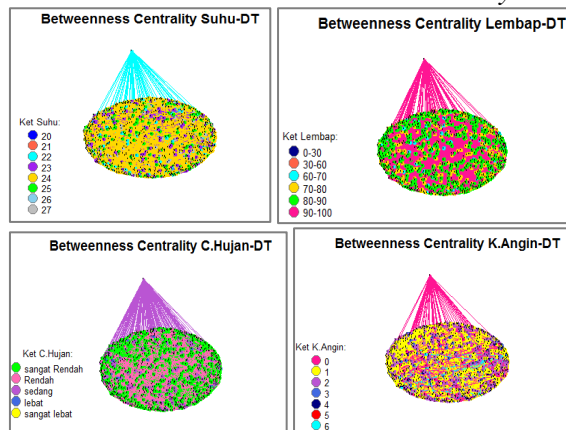 Betweenness Centrality Suhu-DT
Ket Suhu:
20
21
22
23
24
25
26
27
Betweenness Centrality Lembap-DT
Ket Lembap:
0-30
30-60
60-70
70-80
80-90
90-100
Betweenness Centrality C.Hujan-DT
Ket C.Hujan:
sangat Rendah
Rendah
sedang
lebat
sangat lebat
Betweenness Centrality K.Angin-DT
Ket K.Angin:
0
1
2
3
4
5
6